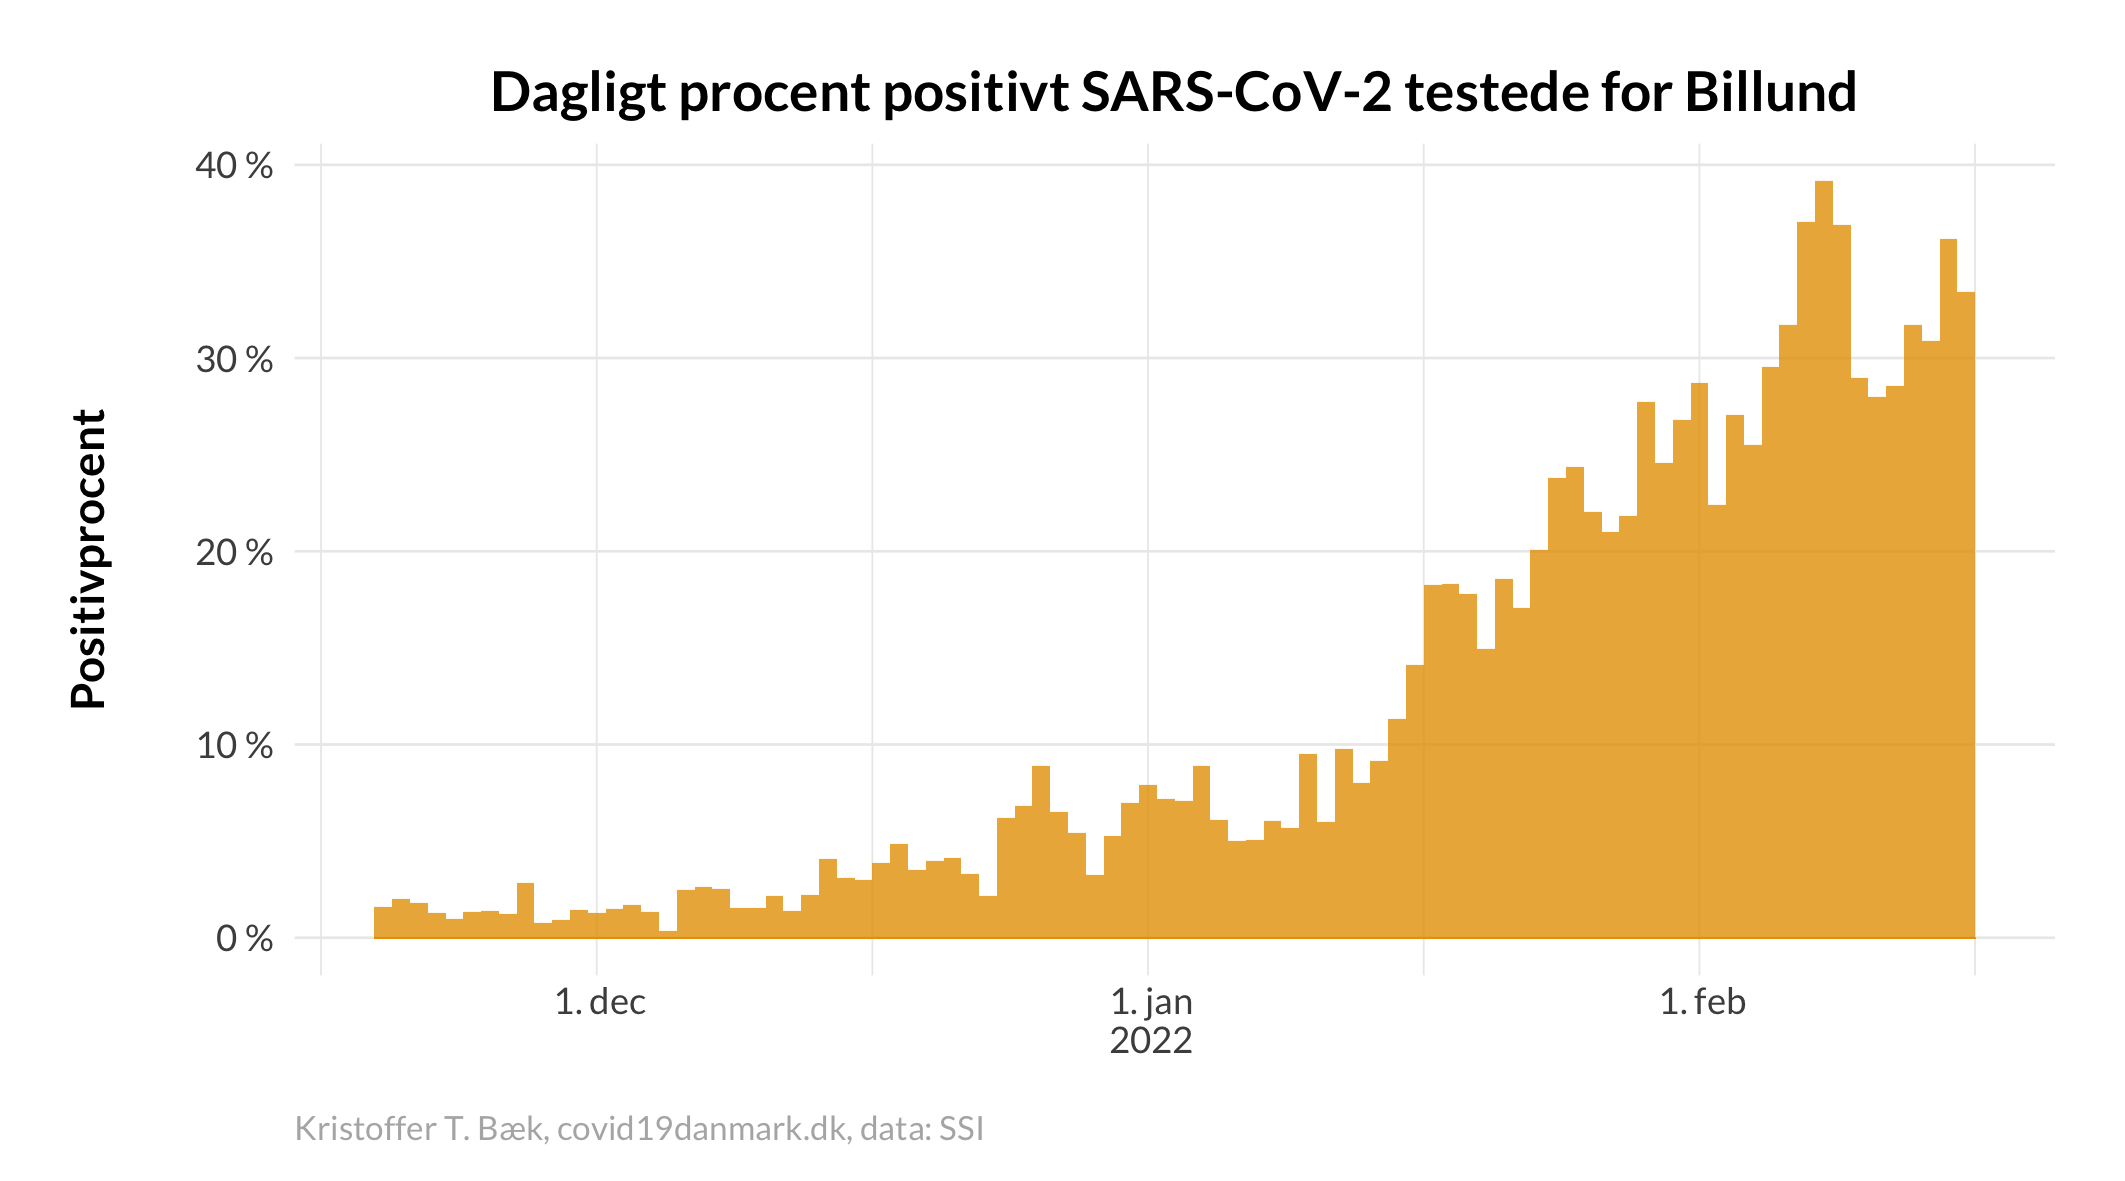 Dagligt procent positivt SARS-CoV-2 testede for Billund
Positivprocent
40 %
30 %
20 %
10 %
0 %
1. dec
1. jan
2022
1. feb
Kristoffer T. Bæk, covid19danmark.dk, data: SSI